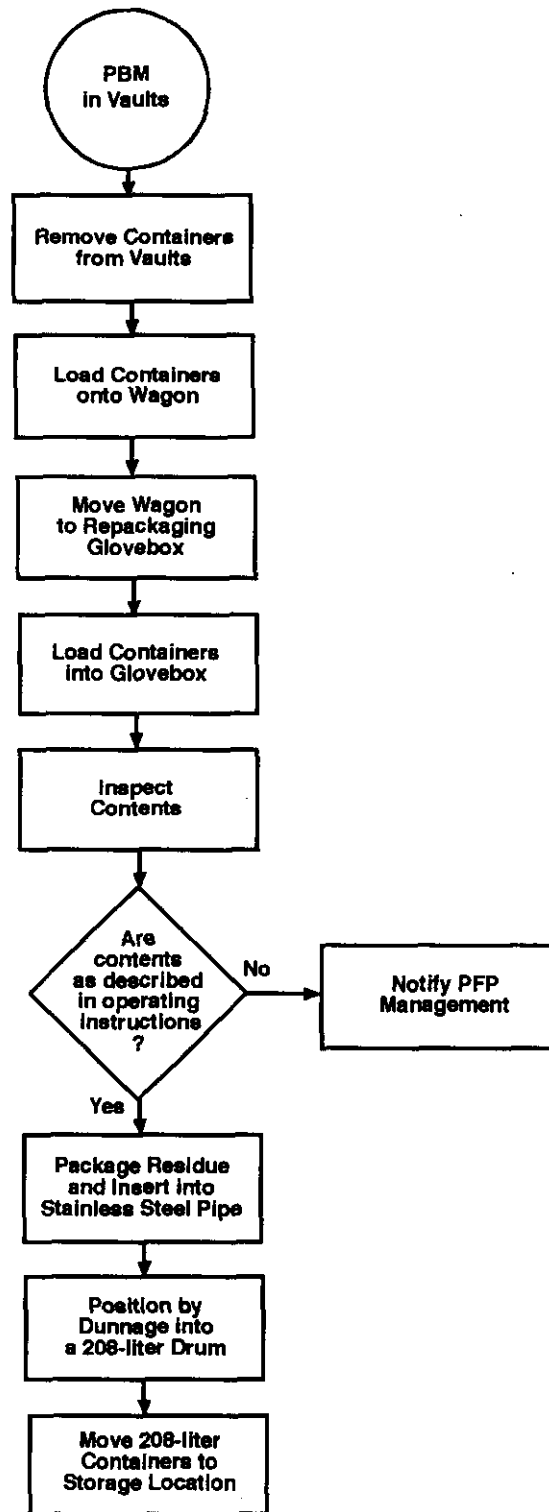 PBM
in Vaults
Remove Containers
from Vaults
Load Containers
onto Wagon
Move Wagon
to Repackaging
Glovebox
Load Containers
into Glovebox
Inspect
Contents
Are
contents
as described
in operating
instructions
?
No
Notify PFP
Management
Yes
Package Residue
and Insert into
Stainless Steel Pipe
Position by
Dunnage into
a 208-liter Drum
Move 208-liter
Containers to
Storage Location